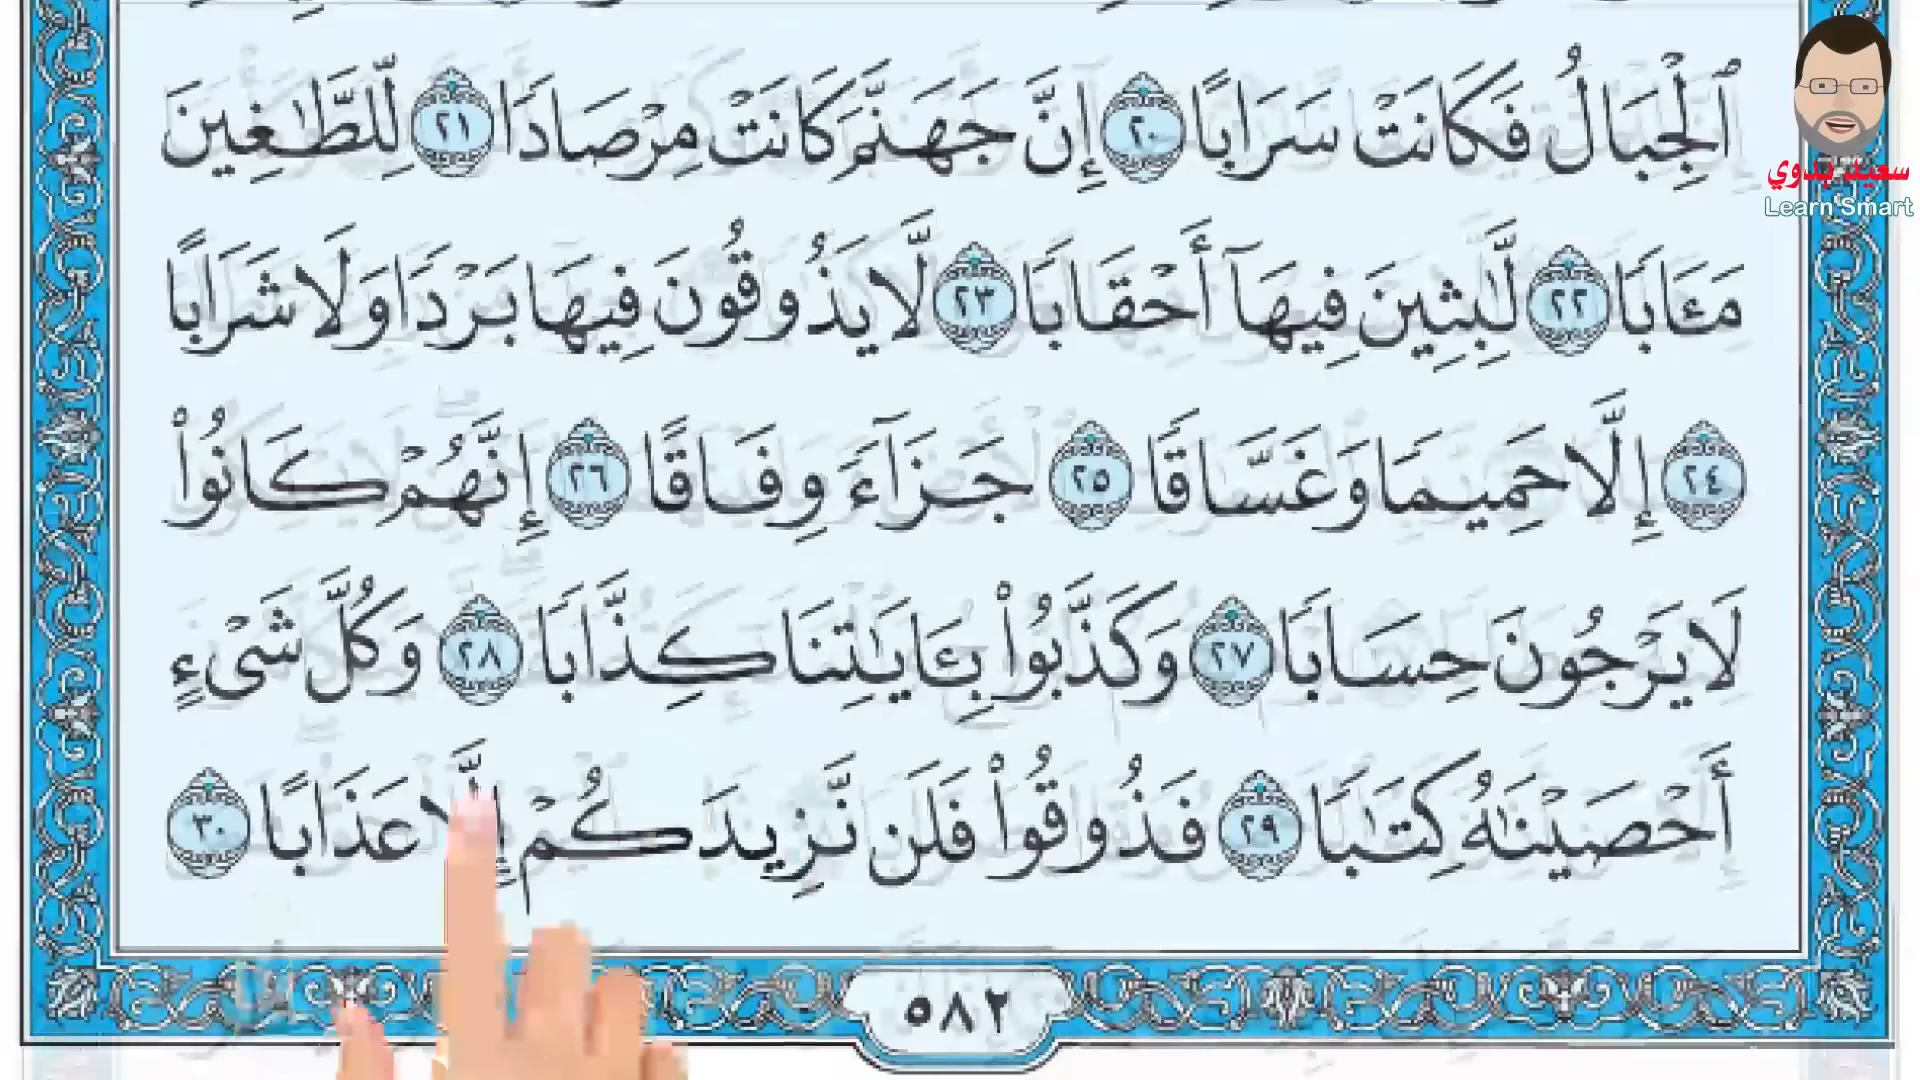 ٱلْجِبَالُ فَكَانَتْ سَرَابًا ٢٠ إِنَّ جَهَنَّمَ كَانَتْ مِرْصَادًا ٢١ لِّلطَّٰغِينَ
مَـَٔابًا ٢٢ لَّٰبِثِينَ فِيهَآ أَحْقَابًا ٢٣ لَّا يَذُوقُونَ فِيهَا بَرْدًا وَلَا شَرَابًا
٢٤ إِلَّا حَمِيمًا وَغَسَّاقًا ٢٥ جَزَآءً وِفَاقًا ٢٦ إِنَّهُمْ كَانُوا۟
لَا يَرْجُونَ حِسَابًا ٢٧ وَكَذَّبُوا۟ بِـَٔايَٰتِنَا كِذَّابًا ٢٨ وَكُلَّ شَىْءٍ
أَحْصَيْنَٰهُ كِتَٰبًا ٢٩ فَذُوقُوا۟ فَلَن نَّزِيدَكُمْ إِلَّا عَذَابًا ٣٠
٥٨٢
سعيد بدوي
Learn Smart